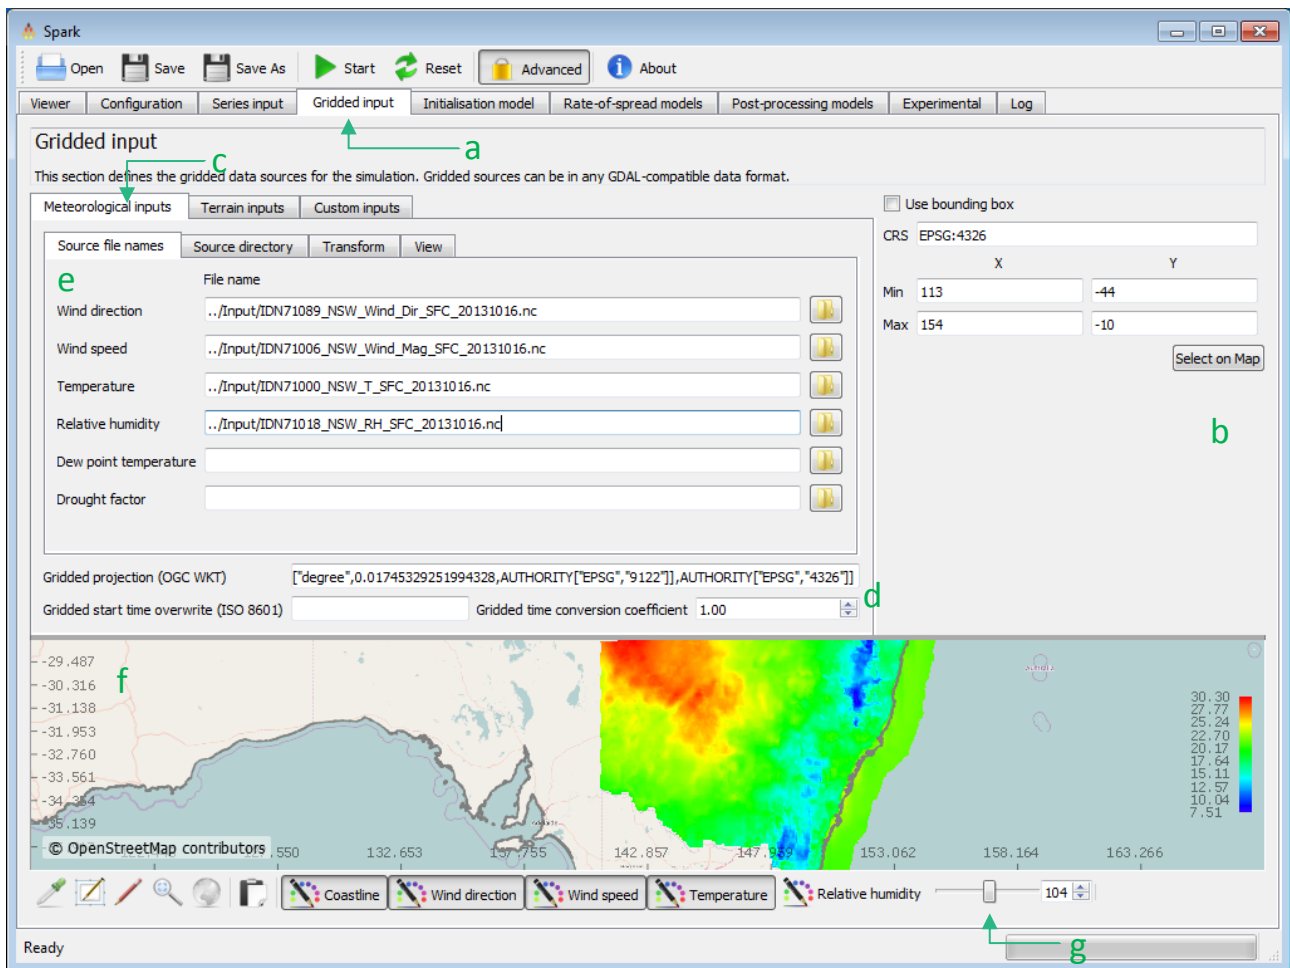 Spark
Open Save Save As Start Reset Advanced About
Viewer Configuration Series input Gridded input Initialisation model Rate-of-spread models Post-processing models Experimental Log
Gridded input
a
c
This section defines the gridded data sources for the simulation. Gridded sources can be in any GDAL-compatible data format.
Meteorological inputs Terrain inputs Custom inputs
Use bounding box
Source file names Source directory Transform View
CRS EPSG:4326
X Y
e
File name
Min 113 -44
Wind direction ../Input/IDN71089_NSW_Wind_Dir_SFC_20131016.nc
Max 154 -10
Wind speed ../Input/IDN71006_NSW_Wind_Mag_SFC_20131016.nc
Select on Map
Temperature ../Input/IDN71000_NSW_T_SFC_20131016.nc
Relative humidity ../Input/IDN71018_NSW_RH_SFC_20131016.nc
b
Dew point temperature
Drought factor
Gridded projection (OGC WKT) ["degree",0.01745329251994328,AUTHORITY["EPSG","9122"]],AUTHORITY["EPSG","4326"]]
d
Gridded start time overwrite (ISO 8601) Gridded time conversion coefficient 1.00
f
-29.487
-30.316
-31.138
-31.953
-32.760
-33.561
-34.354
-35.139
30.30
27.77
25.24
22.70
20.17
17.64
15.11
12.57
10.04
7.51
© OpenStreetMap contributors
132.653 137.755 142.857 147.959 153.062 158.164 163.266
Coastline Wind direction Wind speed Temperature Relative humidity 104
g
Ready